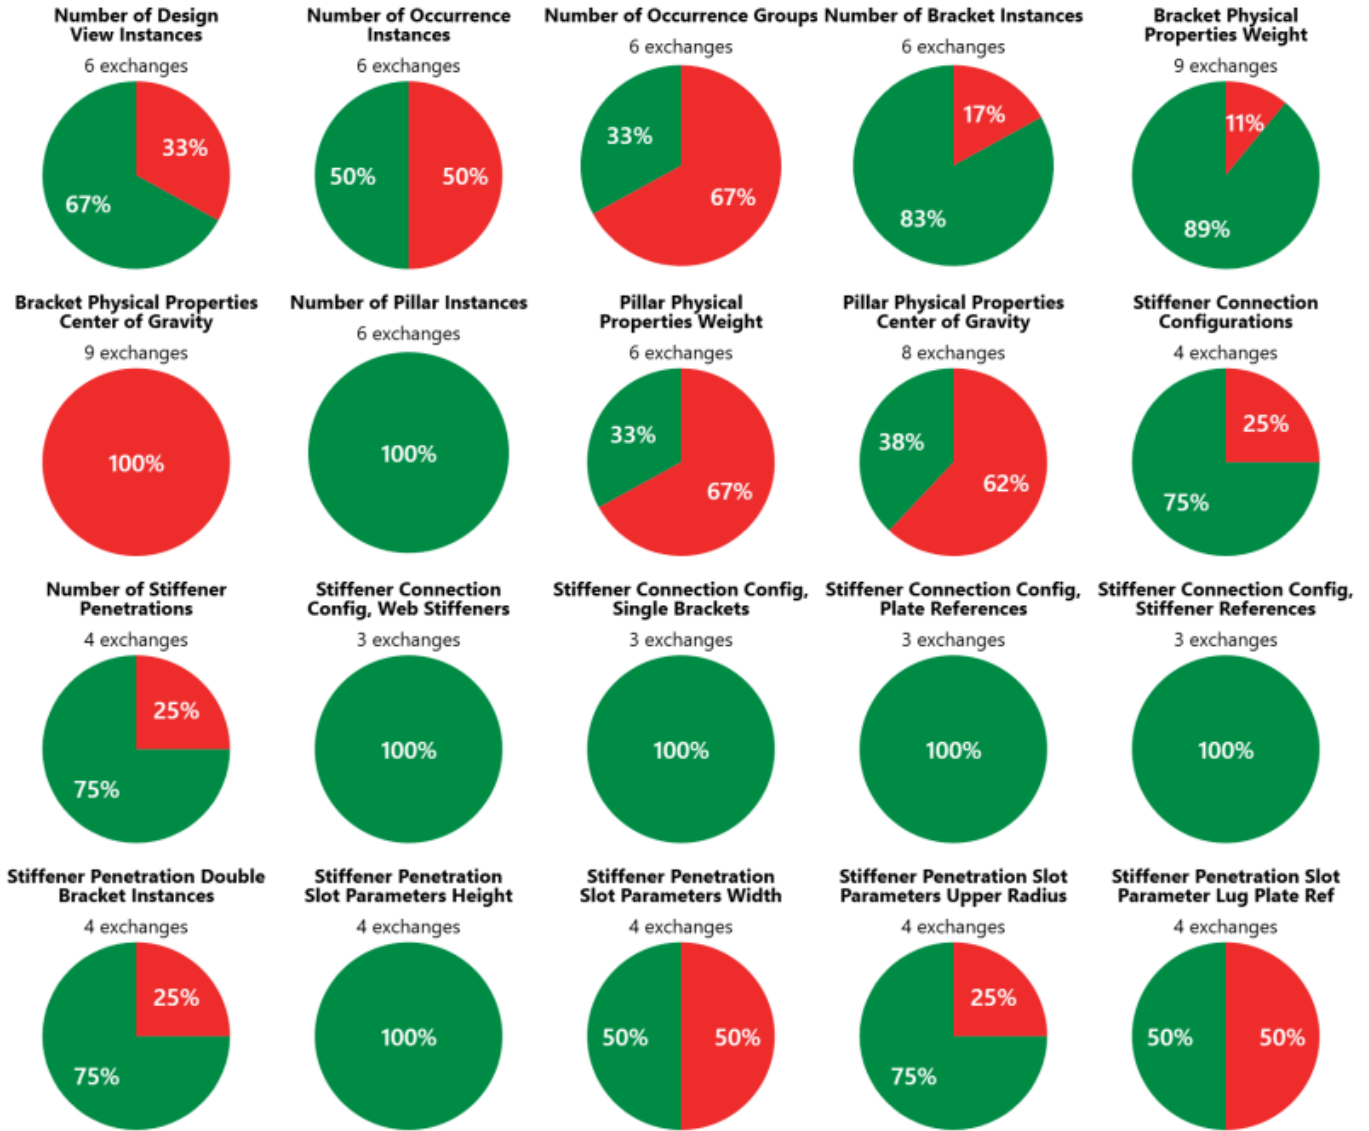 Number of Design
View Instances
6 exchanges
33%
67%
Number of Occurrence
Instances
6 exchanges
50%
50%
Number of Occurrence Groups
6 exchanges
33%
67%
Number of Bracket Instances
6 exchanges
17%
83%
Bracket Physical
Properties Weight
9 exchanges
11%
89%
Bracket Physical Properties
Center of Gravity
9 exchanges
100%
Number of Pillar Instances
6 exchanges
100%
Pillar Physical
Properties Weight
6 exchanges
33%
67%
Pillar Physical Properties
Center of Gravity
8 exchanges
38%
62%
Stiffener Connection
Configurations
4 exchanges
25%
75%
Number of Stiffener
Penetrations
4 exchanges
25%
75%
Stiffener Connection
Config, Web Stiffeners
3 exchanges
100%
Stiffener Connection Config,
Single Brackets
3 exchanges
100%
Stiffener Connection Config,
Plate References
3 exchanges
100%
Stiffener Connection Config,
Stiffener References
3 exchanges
100%
Stiffener Penetration Double
Bracket Instances
4 exchanges
25%
75%
Stiffener Penetration
Slot Parameters Height
4 exchanges
100%
Stiffener Penetration
Slot Parameters Width
4 exchanges
50%
50%
Stiffener Penetration Slot
Parameters Upper Radius
4 exchanges
25%
75%
Stiffener Penetration Slot
Parameter Lug Plate Ref
4 exchanges
50%
50%